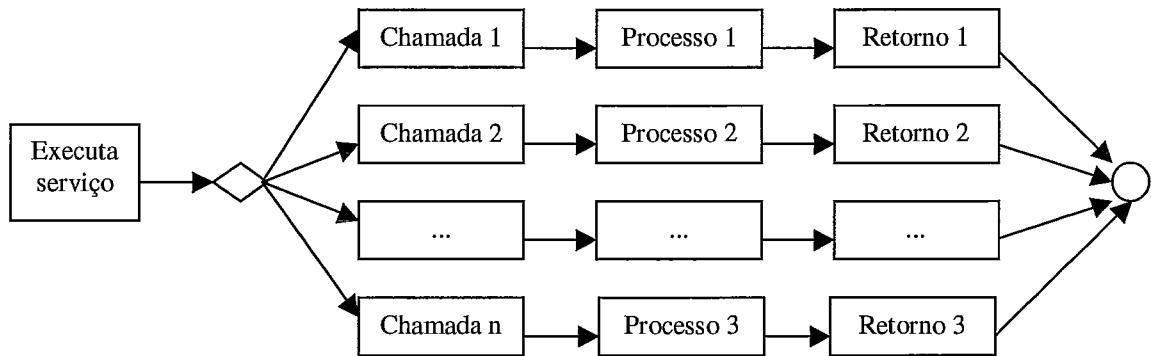 Chamada 1
Processo 1
Retorno 1
Executa
serviço
Chamada 2
Processo 2
Retorno 2
...
...
...
Chamada n
Processo 3
Retorno 3